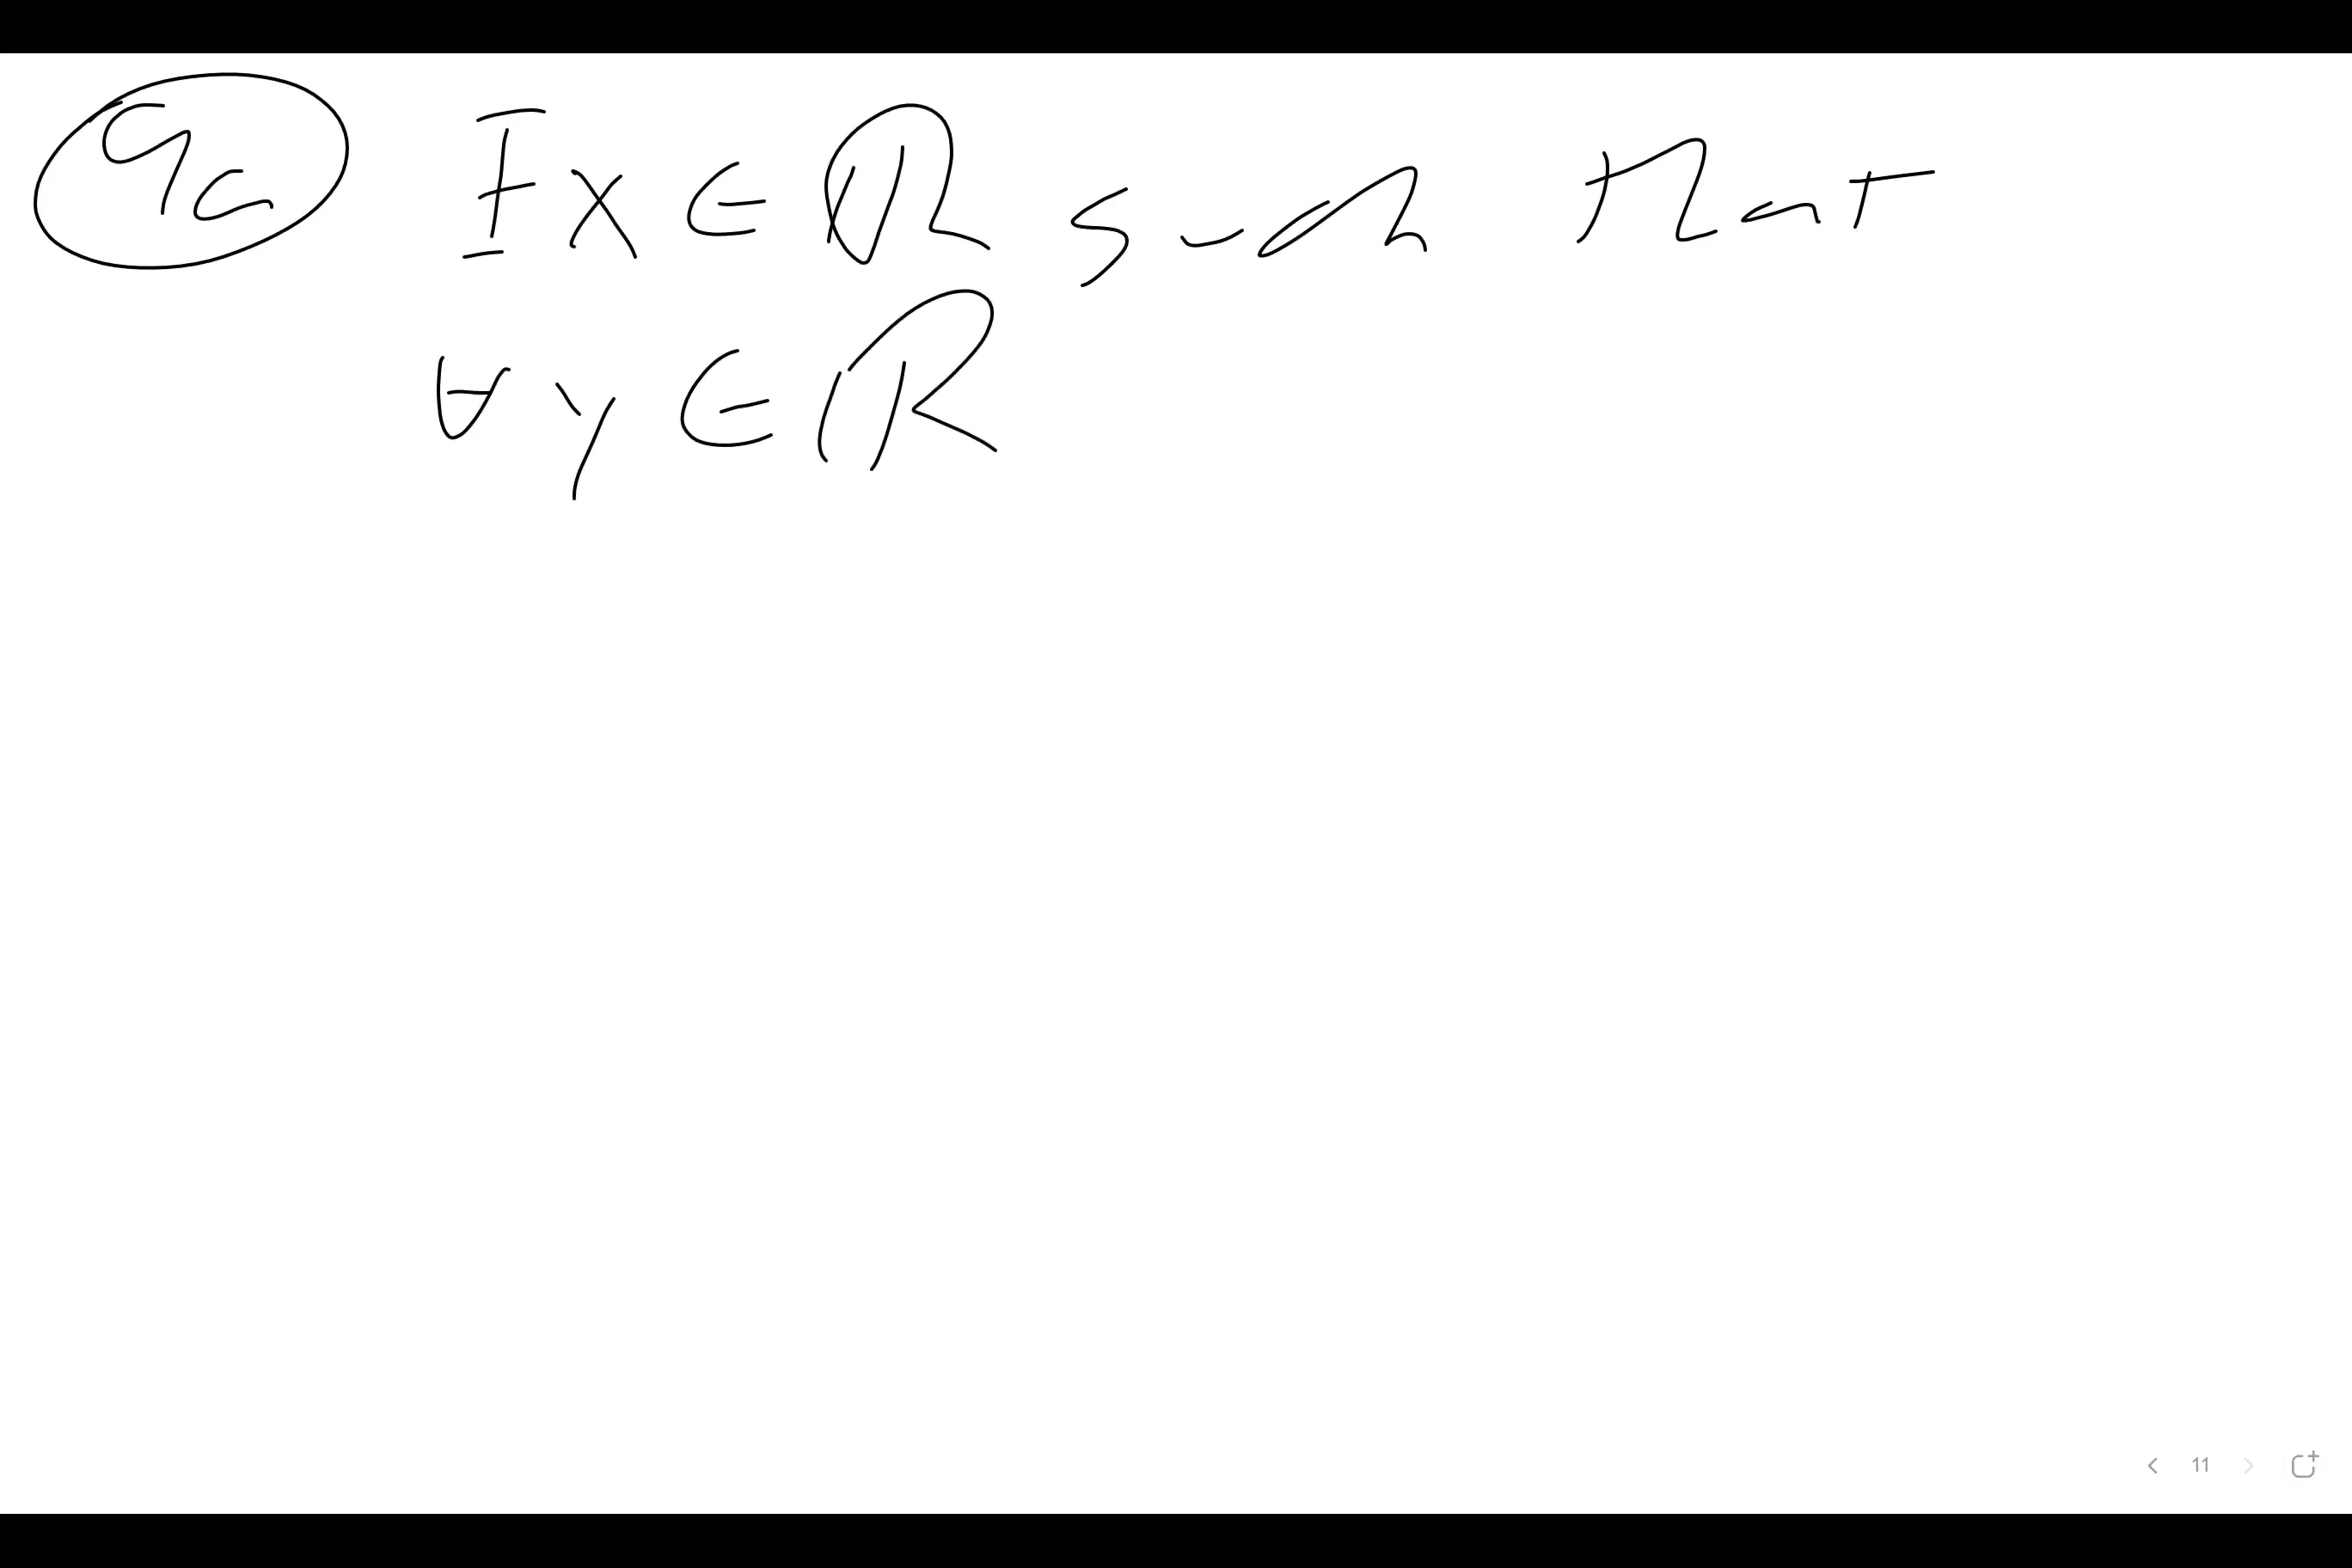 9a ∃x ∈ ℝ such that
∀ y ∈ ℝ
11